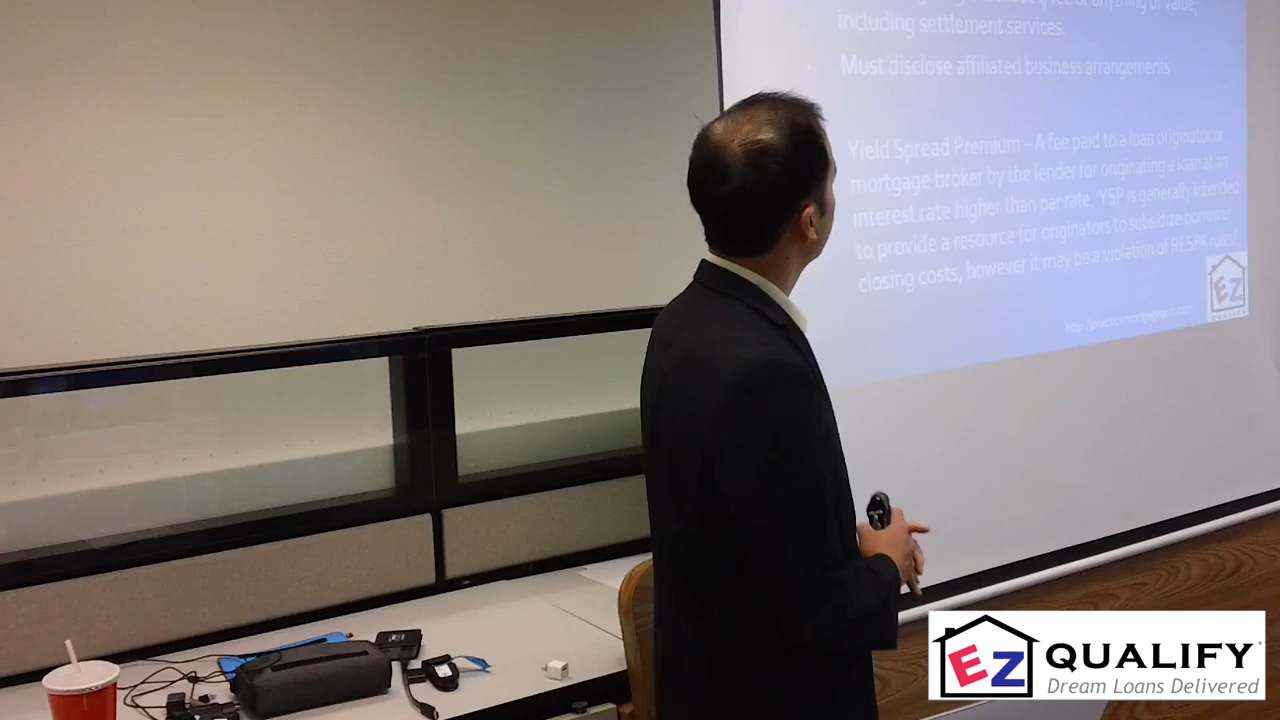 including settlement services.
Must disclose affiliated business arrangements
Yield Spread Premium – A fee paid to a loan originator or
mortgage broker by the lender for originating a loan at an
interest rate higher than par rate. YSP is generally intended
to provide a resource for originators to subsidize borrower
closing costs, however it may be a violation of RESPA rules!
EZ
QUALIFY
EZ QUALIFY
Dream Loans Delivered